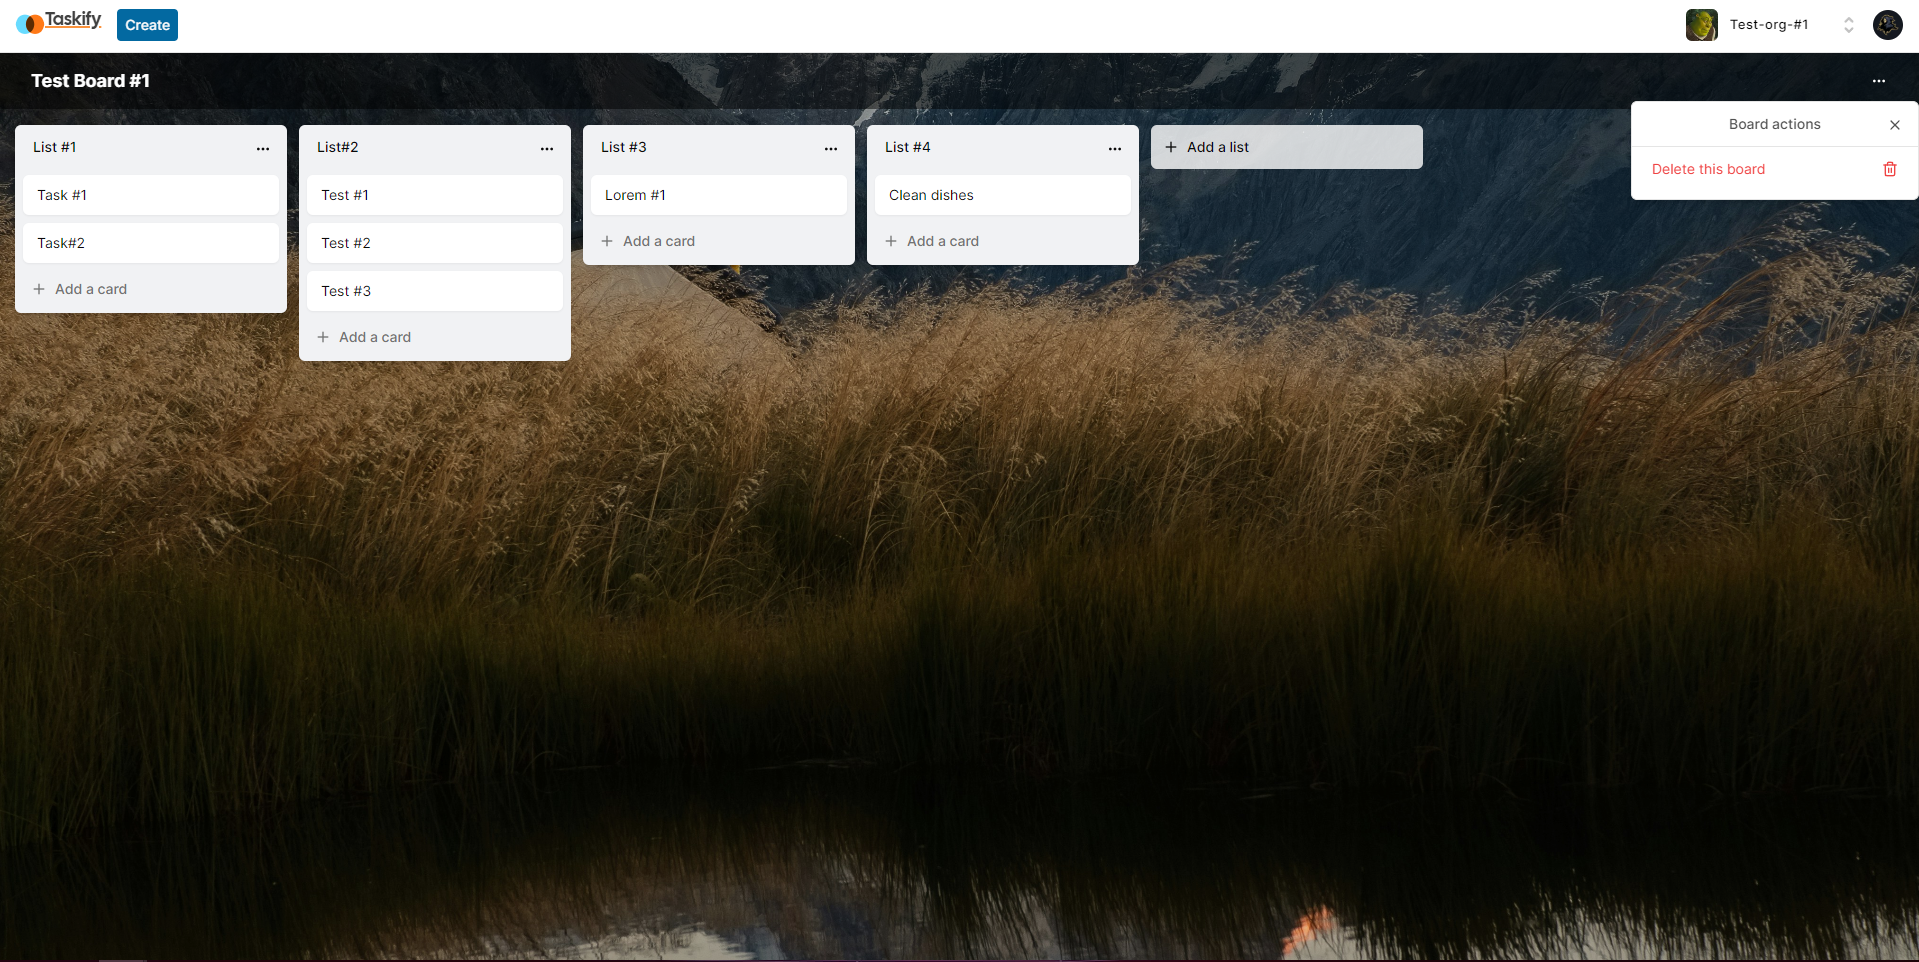 Taskify
Create
Test-org-#1
Test Board #1
Board actions
Delete this board
List #1
Task #1
Task#2
Add a card
List#2
Test #1
Test #2
Test #3
Add a card
List #3
Lorem #1
Add a card
List #4
Clean dishes
Add a card
Add a list